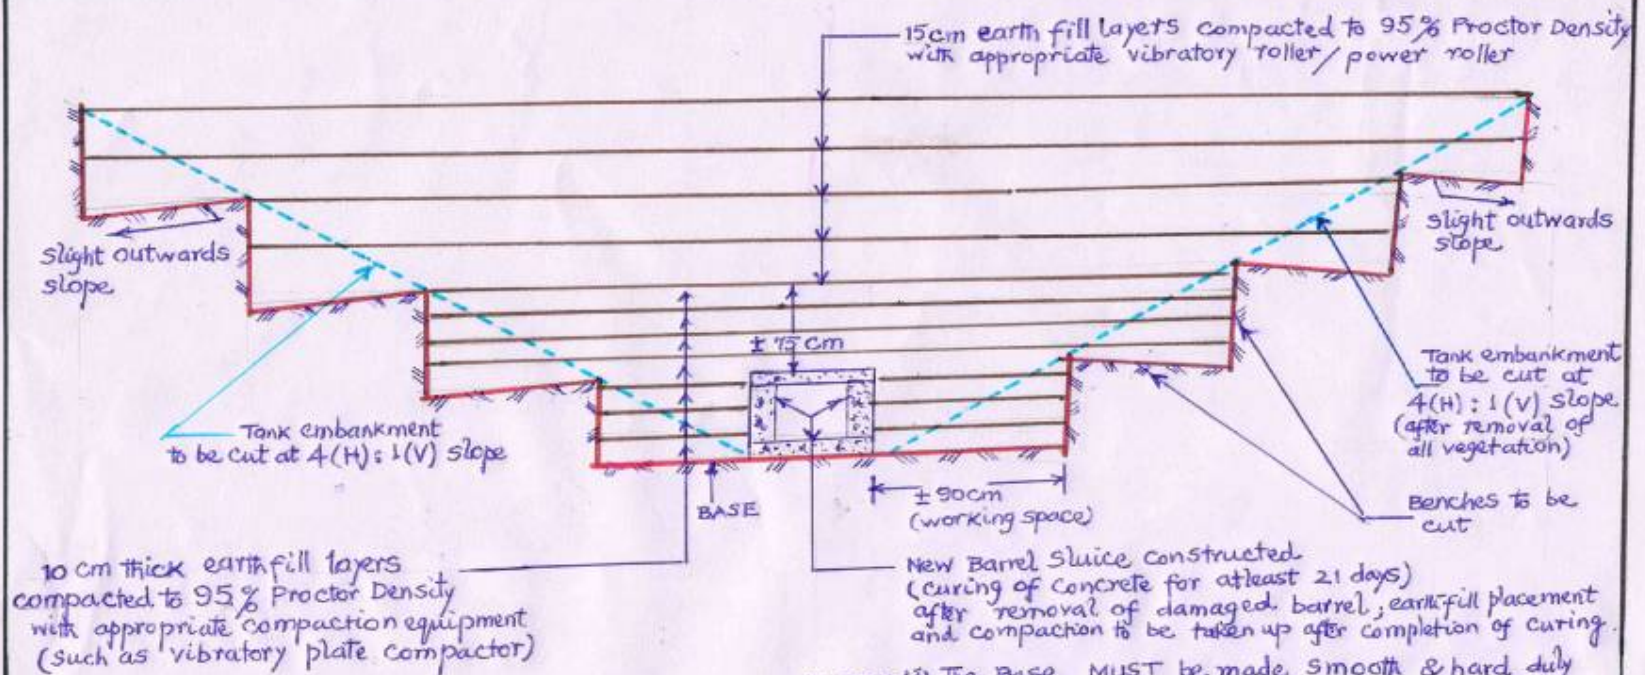 15cm earth fill layers compacted to 95% Proctor Density
with appropriate vibratory roller/power roller
slight outwards
slope
slight outwards
slope
± 75 cm
Tank embankment
to be cut at 4(H):1(V) slope
Tank embankment
to be cut at
4(H):1(V) slope
(after removal of
all vegetation)
BASE
± 90cm
(working space)
Benches to be
cut
10 cm thick earthfill layers
compacted to 95% Proctor Density
with appropriate compaction equipment
(such as vibratory plate compactor)
New Barrel Sluice constructed
(curing of concrete for atleast 21 days)
after removal of damaged barrel; earthfill placement
and compaction to be taken up after completion of curing.
The Base MUST be made smooth & hard duly